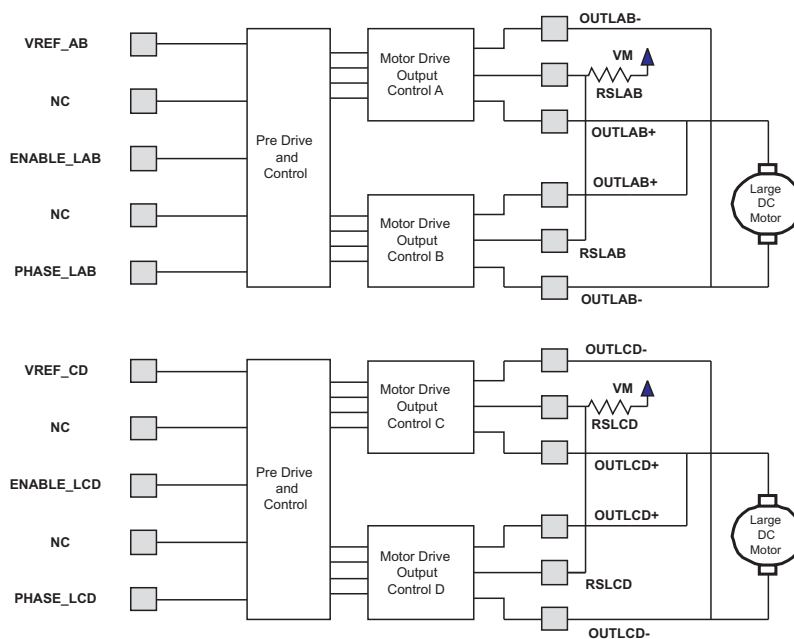 OUTLAB-
VREF_AB
VM
Motor Drive
Output
Control A
RSLAB
NC
OUTLAB+
Pre Drive
and
Control
ENABLE_LAB
OUTLAB+
Large
DC
Motor
NC
Motor Drive
Output
Control B
RSLAB
PHASE_LAB
OUTLAB-
OUTLCD-
VREF_CD
VM
Motor Drive
Output
Control C
RSLCD
NC
OUTLCD+
Pre Drive
and
Control
ENABLE_LCD
OUTLCD+
Large
DC
Motor
NC
Motor Drive
Output
Control D
RSLCD
PHASE_LCD
OUTLCD-